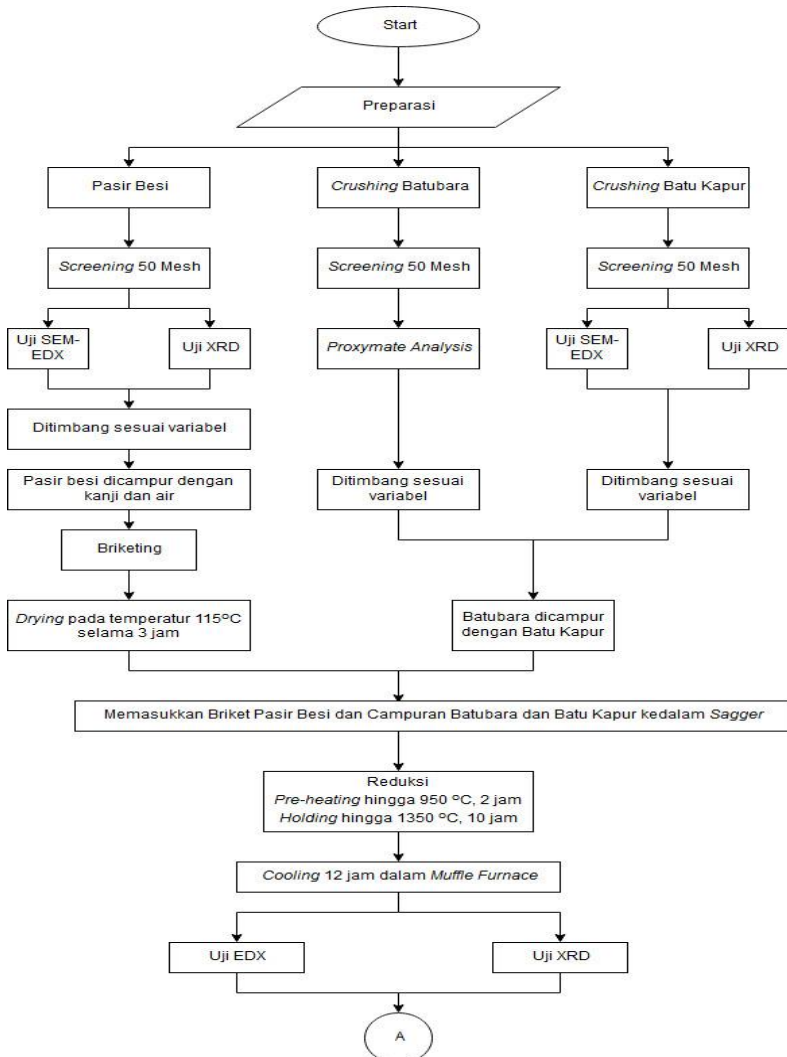 Start
Preparasi
Pasir Besi
Crushing Batubara
Crushing Batu Kapur
Screening 50 Mesh
Screening 50 Mesh
Screening 50 Mesh
Uji SEM-
EDX
Uji XRD
Proxymate Analysis
Uji SEM-
EDX
Uji XRD
Ditimbang sesuai variabel
Pasir besi dicampur dengan
kanji dan air
Ditimbang sesuai
variabel
Ditimbang sesuai
variabel
Briketing
Drying pada temperatur 115ºC
selama 3 jam
Batubara dicampur
dengan Batu Kapur
Memasukkan Briket Pasir Besi dan Campuran Batubara dan Batu Kapur kedalam Sagger
Reduksi
Pre-heating hingga 950 ºC, 2 jam
Holding hingga 1350 ºC, 10 jam
Cooling 12 jam dalam Muffle Furnace
Uji EDX
Uji XRD
A